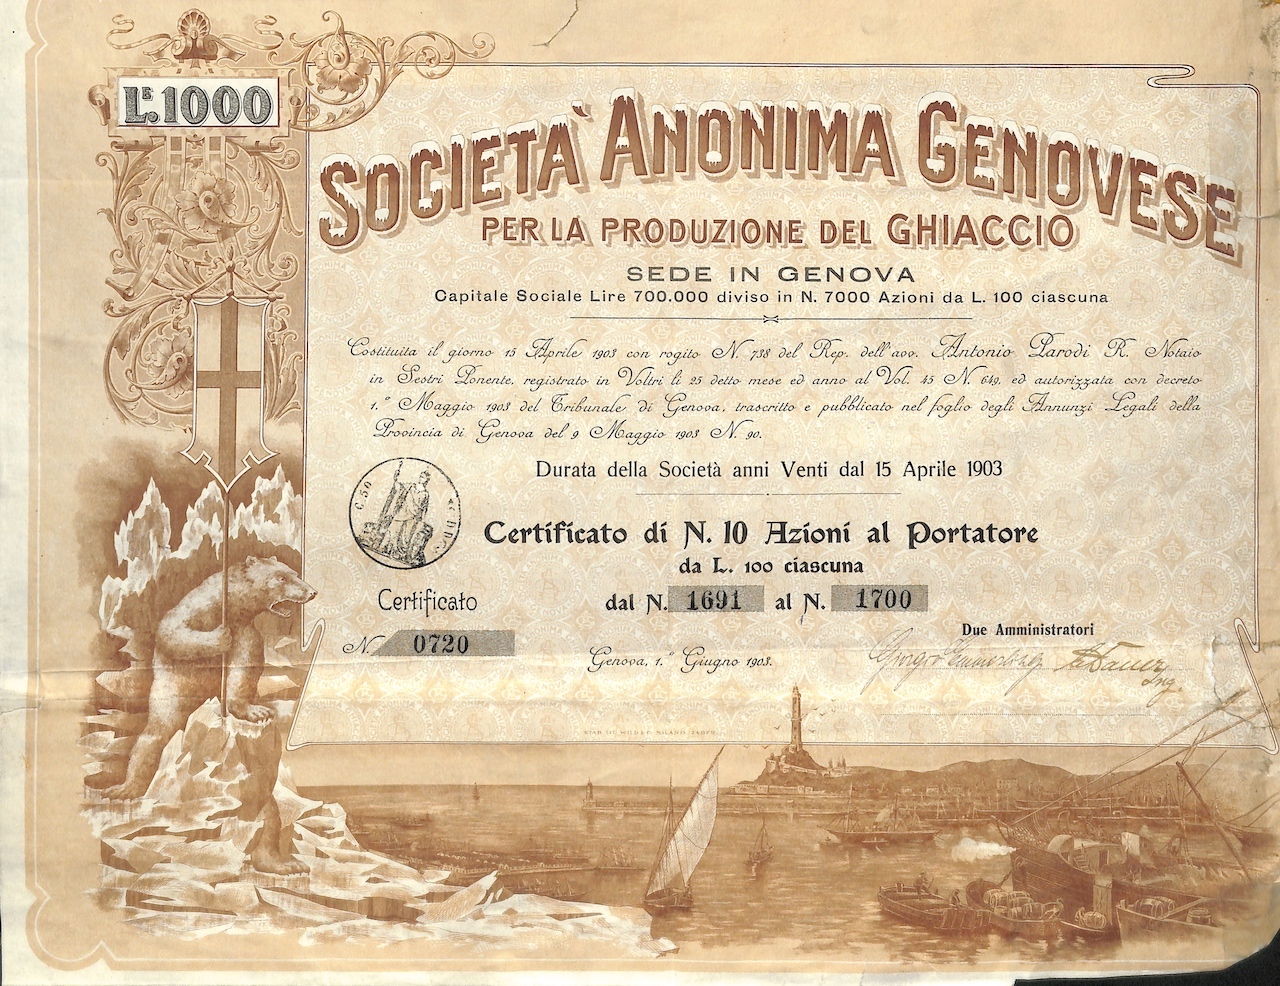 LE. 1000
SOCIETA' ANONIMA GENOVESE
PER LA PRODUZIONE DEL GHIACCIO
SEDE IN GENOVA
Capitale Sociale Lire 700.000 diviso in N. 7000 Azioni da L. 100 ciascuna
Costituita il giorno 15 Aprile 1903 con rogito N. 738 del Rep. dell'avv. Antonio Parodi R. Notaio
in Sestri Ponente, registrato in Voltri li 25 detto mese ed anno al Vol. 45 N. 649, ed autorizzata con decreto
1.º Maggio 1903 del Tribunale di Genova, trascritto e pubblicato nel foglio degli Annunzi Legali della
Provincia di Genova del 9 Maggio 1903 N. 90.
Durata della Società anni Venti dal 15 Aprile 1903
C. 50
Certificato di N. 10 Azioni al Portatore
da L. 100 ciascuna
Certificato
dal N. 1691 al N. 1700
N. 0720
Due Amministratori
Genova, 1.º Giugno 1903.
Ing.